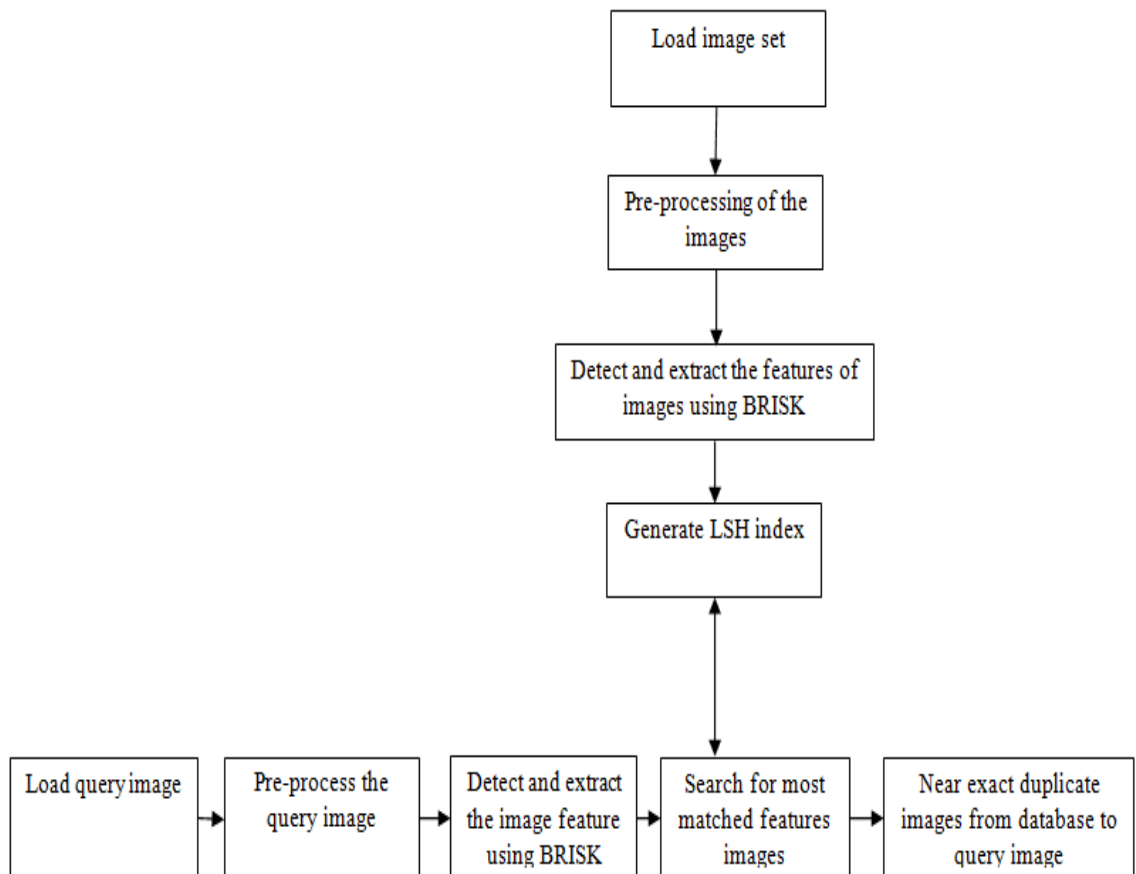 Load image set
Pre-processing of the
images
Detect and extract the features of
images using BRISK
Generate LSH index
Load query image
Pre-process the
query image
Detect and extract
the image feature
using BRISK
Search for most
matched features
images
Near exact duplicate
images from database to
query image